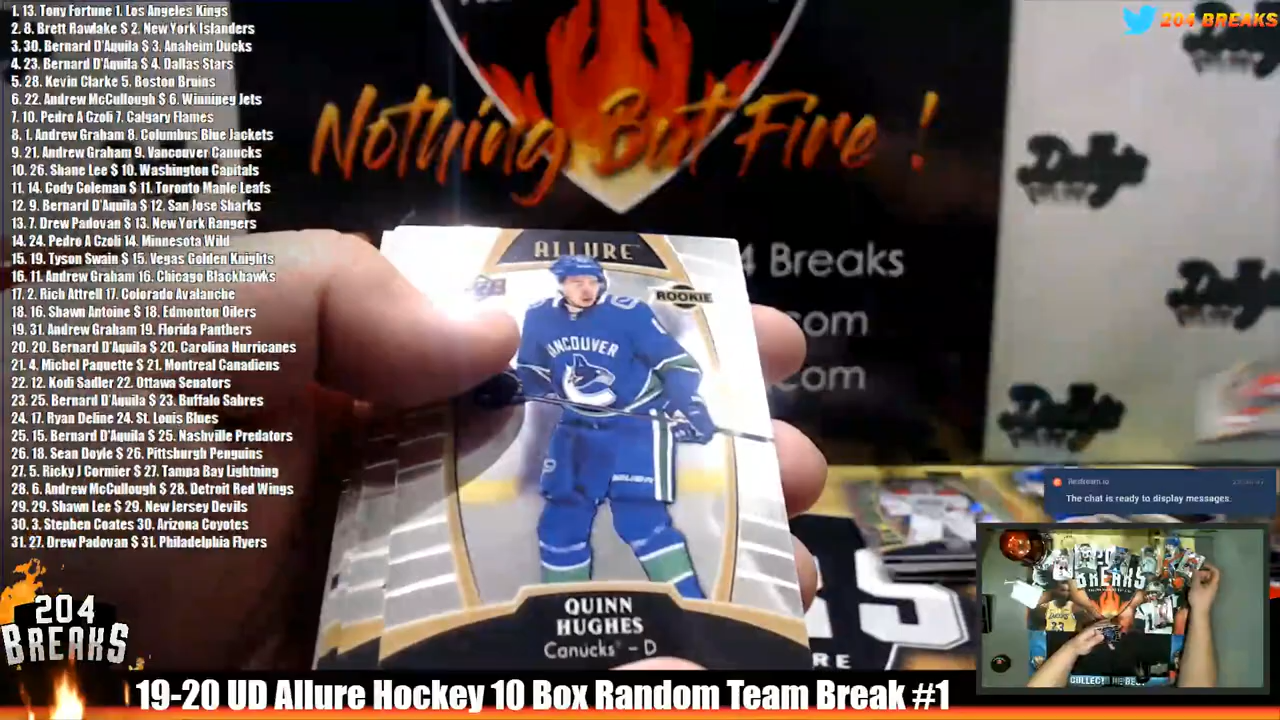 1. 13. Tony Fortune 1. Los Angeles Kings
2. 8. Brett Rawlake $ 2. New York Islanders
3. 30. Bernard D'Aquila $ 3. Anaheim Ducks
4. 23. Bernard D'Aquila $ 4. Dallas Stars
5. 28. Kevin Clarke 5. Boston Bruins
6. 22. Andrew McCullough $ 6. Winnipeg Jets
7. 10. Pedro A Czoli 7. Calgary Flames
8. 1. Andrew Graham 8. Columbus Blue Jackets
9. 21. Andrew Graham 9. Vancouver Canucks
10. 26. Shane Lee $ 10. Washington Capitals
11. 14. Cody Coleman $ 11. Toronto Maple Leafs
12. 9. Bernard D'Aquila $ 12. San Jose Sharks
13. 7. Drew Padovan $ 13. New York Rangers
14. 24. Pedro A Czoli 14. Minnesota Wild
15. 19. Tyson Swain $ 15. Vegas Golden Knights
16. 11. Andrew Graham 16. Chicago Blackhawks
17. 2. Rich Attrell 17. Colorado Avalanche
18. 16. Shawn Antoine $ 18. Edmonton Oilers
19. 31. Andrew Graham 19. Florida Panthers
20. 20. Bernard D'Aquila $ 20. Carolina Hurricanes
21. 4. Michel Paquette $ 21. Montreal Canadiens
22. 12. Kodi Sadler 22. Ottawa Senators
23. 25. Bernard D'Aquila $ 23. Buffalo Sabres
24. 17. Ryan Deline 24. St. Louis Blues
25. 15. Bernard D'Aquila $ 25. Nashville Predators
26. 18. Sean Doyle $ 26. Pittsburgh Penguins
27. 5. Ricky J Cormier $ 27. Tampa Bay Lightning
28. 6. Andrew McCullough $ 28. Detroit Red Wings
29. 29. Shawn Lee $ 29. New Jersey Devils
30. 3. Stephen Coates 30. Arizona Coyotes
31. 27. Drew Padovan $ 31. Philadelphia Flyers
204 BREAKS
Nothing But Fire !
4 Breaks
com
com
Dolly's
Dolly's
Dolly's
ALLURE
ROOKIE
VANCOUVER
QUINN
HUGHES
Canucks - D
Restream.io
The chat is ready to display messages.
BREAKS
23
204
BREAKS
19-20 UD Allure Hockey 10 Box Random Team Break #1